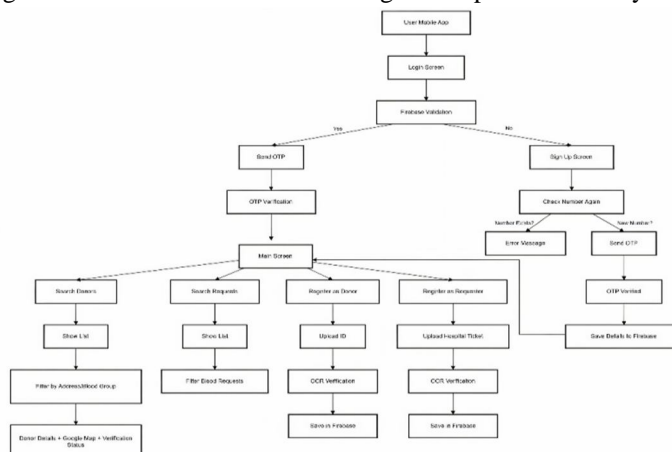 User Mobile App
Login Screen
Firebase Validation
Yes
No
Send OTP
Sign Up Screen
OTP Verification
Check Number Again
Number Exists?
New Number?
Main Screen
Error Message
Send OTP
Search Donors
Search Requests
Register as Donor
Register as Requester
OTP Verified
Show List
Show List
Upload ID
Upload Hospital Ticket
Save Details to Firebase
Filter by Address/Blood Group
Filter Blood Requests
OCR Verification
OCR Verification
Donor Details + Google Map + Verification
Status
Save in Firebase
Save in Firebase